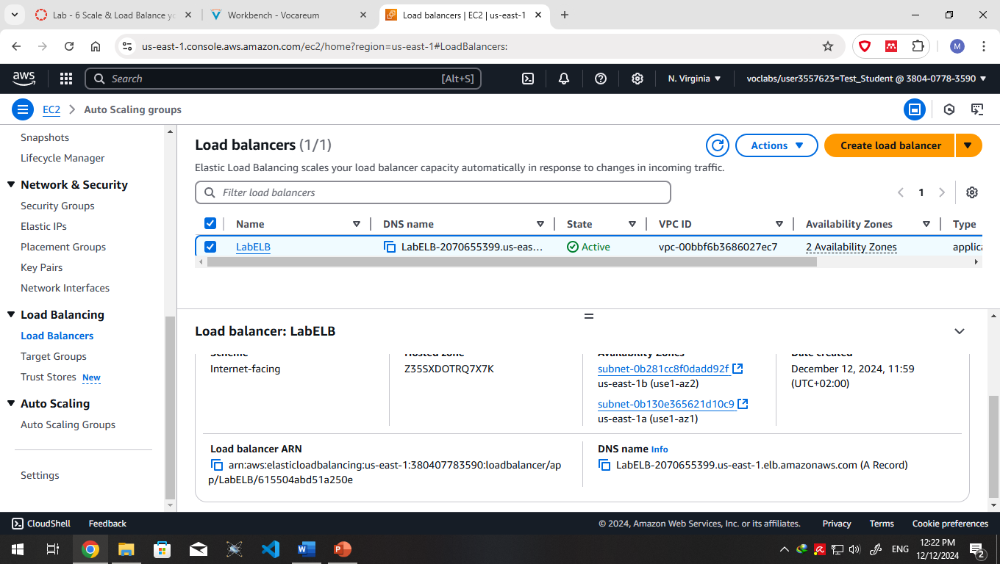 Lab - 6 Scale & Load Balance yo
Workbench - Vocareum
Load balancers | EC2 | us-east-1
us-east-1.console.aws.amazon.com/ec2/home?region=us-east-1#LoadBalancers:
M
aws
Search
[Alt+S]
N. Virginia
voclabs/user3557623=Test_Student @ 3804-0778-3590
EC2
Auto Scaling groups
Snapshots
Lifecycle Manager
Network & Security
Security Groups
Elastic IPs
Placement Groups
Key Pairs
Network Interfaces
Load Balancing
Load Balancers
Target Groups
Trust Stores New
Auto Scaling
Auto Scaling Groups
Settings
Load balancers (1/1)
Actions
Create load balancer
Elastic Load Balancing scales your load balancer capacity automatically in response to changes in incoming traffic.
Filter load balancers
1
Name DNS name State VPC ID Availability Zones Type
LabELB LabELB-2070655399.us-eas... Active vpc-00bbf6b3686027ec7 2 Availability Zones applica
Load balancer: LabELB
Scheme Hosted zone Availability Zones Date created
Internet-facing
Z35SXDOTRQ7X7K
subnet-0b281cc8f0dadd92f
us-east-1b (use1-az2)
subnet-0b130e365621d10c9
us-east-1a (use1-az1)
December 12, 2024, 11:59
(UTC+02:00)
Load balancer ARN
arn:aws:elasticloadbalancing:us-east-1:380407783590:loadbalancer/ap
p/LabELB/615504abd51a250e
DNS name Info
LabELB-2070655399.us-east-1.elb.amazonaws.com (A Record)
CloudShell
Feedback
© 2024, Amazon Web Services, Inc. or its affiliates.
Privacy
Terms
Cookie preferences
ENG
12:22 PM
12/12/2024
2